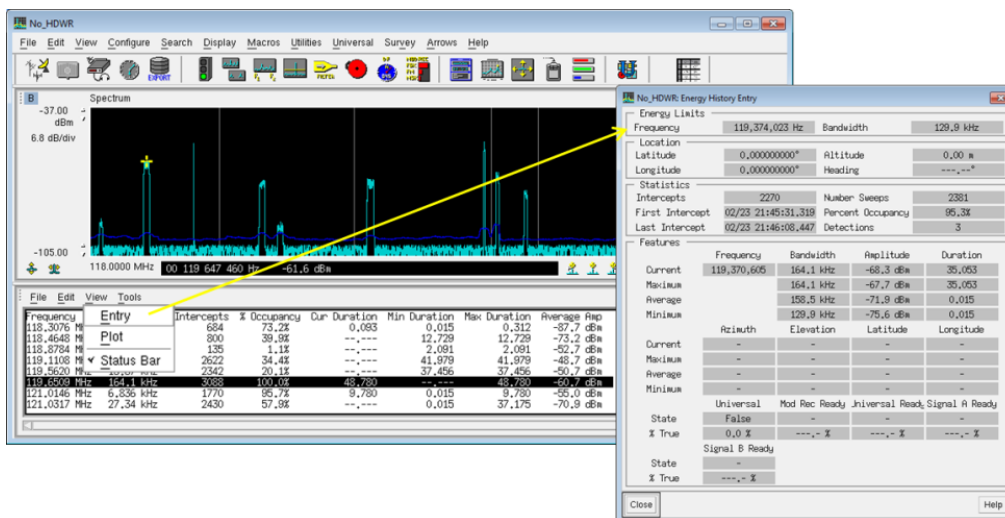 No_HDWR
File Edit View Configure Search Display Macros Utilities Universal Survey Arrows Help
EXPORT
B Spectrum
-37.00
dBm
6.8 dB/div
-105.00
118.0000 MHz 00 119 647 460 Hz -61.6 dBm
File Edit View Tools
Entry
Plot
Status Bar
Frequency Intercepts % Occupancy Cur Duration Min Duration Max Duration Average Amp
118.3076 684 73.2% 0.093 0.015 0.312 -87.7 dBm
118.4648 800 39.9% --.--- 12.729 12.729 -73.2 dBm
118.8784 135 1.1% --.--- 2.091 2.091 -52.7 dBm
119.1108 2622 34.4% --.--- 41.979 41.979 -48.7 dBm
119.5620 MHz 2342 20.1% --.--- 37.456 37.456 -50.7 dBm
119.6509 MHz 164.1 kHz 3088 100.0% 48.780 --.--- 48.780 -60.7 dBm
121.0146 MHz 6.836 kHz 1770 95.7% 9.780 0.015 9.780 -55.0 dBm
121.0317 MHz 27.34 kHz 2430 57.9% --.--- 0.015 37.175 -70.9 dBm
No_HDWR: Energy History Entry
Energy Limits
Frequency 119,374,023 Hz Bandwidth 129.9 kHz
Location
Latitude 0.00000000° Altitude 0.00 m
Longitude 0.00000000° Heading ---.--°
Statistics
Intercepts 2270 Number Sweeps 2381
First Intercept 02/23 21:45:31.319 Percent Occupancy 95.3%
Last Intercept 02/23 21:46:08.447 Detections 3
Features
Frequency Bandwidth Amplitude Duration
Current 119,370,605 164.1 kHz -68.3 dBm 35.053
Maximum 164.1 kHz -67.7 dBm 35.053
Average 158.5 kHz -71.9 dBm 0.015
Minimum 129.9 kHz -75.6 dBm 0.015
Azimuth Elevation Latitude Longitude
Current - - - -
Maximum - - - -
Average - - - -
Minimum - - - -
Universal Mod Rec Ready Universal Ready Signal A Ready
State False - - -
% True 0.0 % ---.- % ---.- % ---.- %
Signal B Ready
State -
% True ---.- %
Close Help